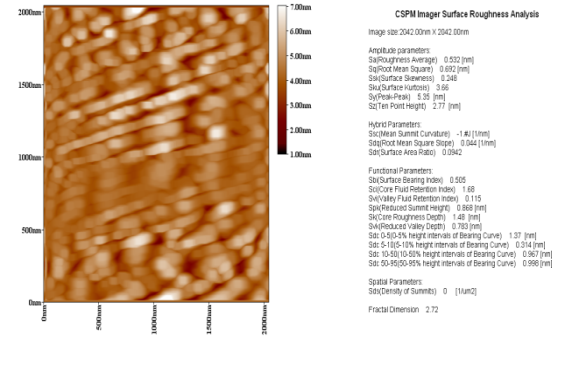 2000nm
1500nm
1000nm
500nm
0nm
0nm
500nm
1000nm
1500nm
2000nm
7.00nm
6.00nm
5.00nm
4.00nm
3.00nm
2.00nm
1.00nm
CSPM Imager Surface Roughness Analysis
Image size:2042.00nm X 2042.00nm
Amplitude parameters:
Sa(Roughness Average) 0.532 [nm]
Sq(Root Mean Square) 0.692 [nm]
Ssk(Surface Skewness) 0.248
Sku(Surface Kurtosis) 3.66
Sy(Peak-Peak) 5.35 [nm]
Sz(Ten Point Height) 2.77 [nm]
Hybrid Parameters:
Ssc(Mean Summit Curvature) -1.#J [1/nm]
Sdq(Root Mean Square Slope) 0.044 [1/nm]
Sdr(Surface Area Ratio) 0.0942
Functional Parameters:
Sbi(Surface Bearing Index) 0.505
Sci(Core Fluid Retention Index) 1.68
Svi(Valley Fluid Retention Index) 0.115
Spk(Reduced Summit Height) 0.868 [nm]
Sk(Core Roughness Depth) 1.48 [nm]
Svk(Reduced Valley Depth) 0.783 [nm]
Sdc 0-5(0-5% height intervals of Bearing Curve) 1.37 [nm]
Sdc 5-10(5-10% height intervals of Bearing Curve) 0.314 [nm]
Sdc 10-50(10-50% height intervals of Bearing Curve) 0.967 [nm]
Sdc 50-95(50-95% height intervals of Bearing Curve) 0.998 [nm]
Spatial Parameters:
Sds(Density of Summits) 0 [1/um2]
Fractal Dimension 2.72